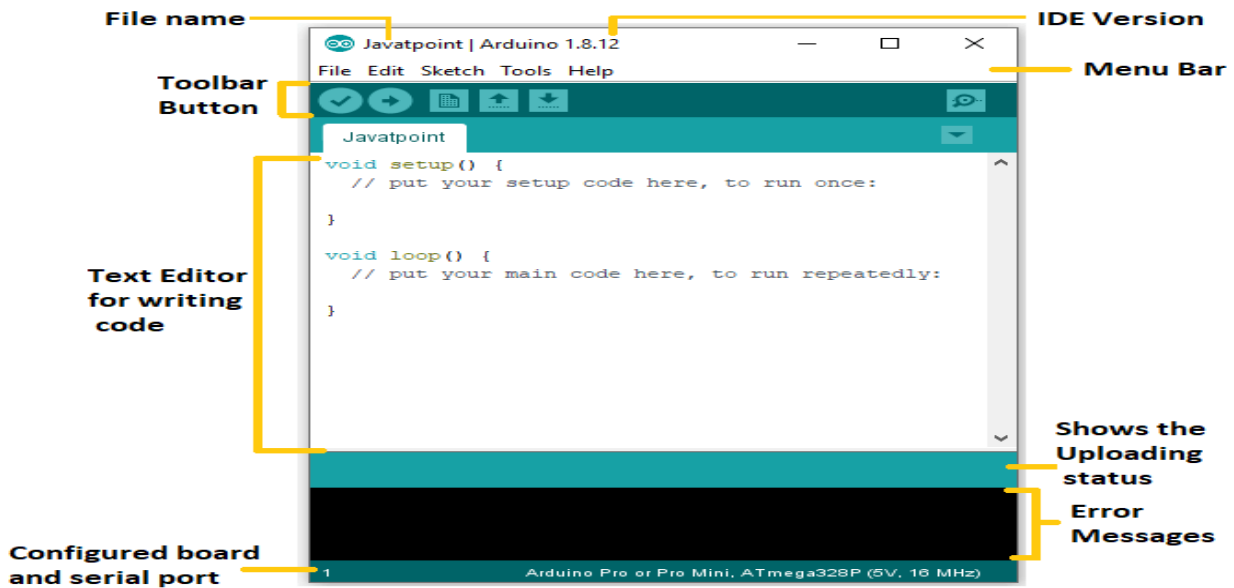 File name
IDE Version
Javatpoint | Arduino 1.8.12
File Edit Sketch Tools Help
Menu Bar
Toolbar
Button
Javatpoint
void setup() {
// put your setup code here, to run once:
}
void loop() {
// put your main code here, to run repeatedly:
}
Text Editor
for writing
code
Shows the
Uploading
status
Error
Messages
Configured board
and serial port
1
Arduino Pro or Pro Mini, ATmega328P (5V, 16 MHz)